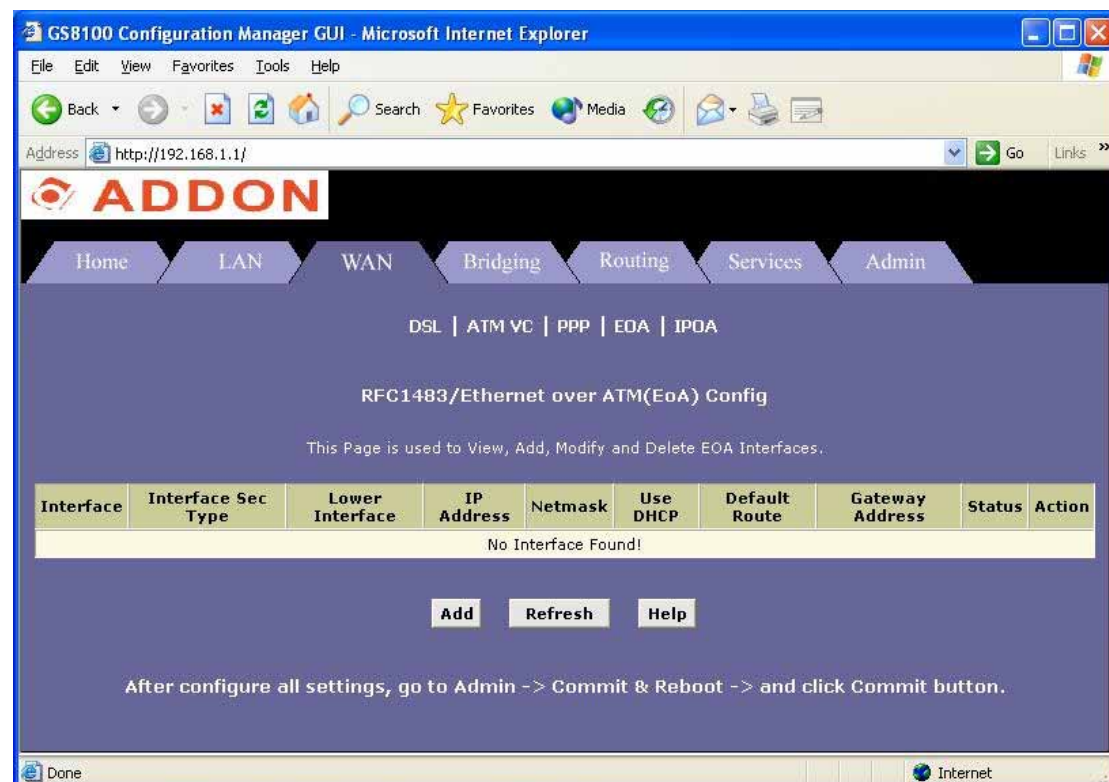 GS8100 Configuration Manager GUI - Microsoft Internet Explorer
File Edit View Favorites Tools Help
Back Search Favorites Media
Address http://192.168.1.1/ Go Links »
ADDON
Home LAN WAN Bridging Routing Services Admin
DSL | ATM VC | PPP | EOA | IPOA
RFC1483/Ethernet over ATM(EoA) Config
This Page is used to View, Add, Modify and Delete EOA Interfaces.
Interface Interface Sec Type Lower Interface IP Address Netmask Use DHCP Default Route Gateway Address Status Action
No Interface Found!
Add Refresh Help
After configure all settings, go to Admin -> Commit & Reboot -> and click Commit button.
Done Internet